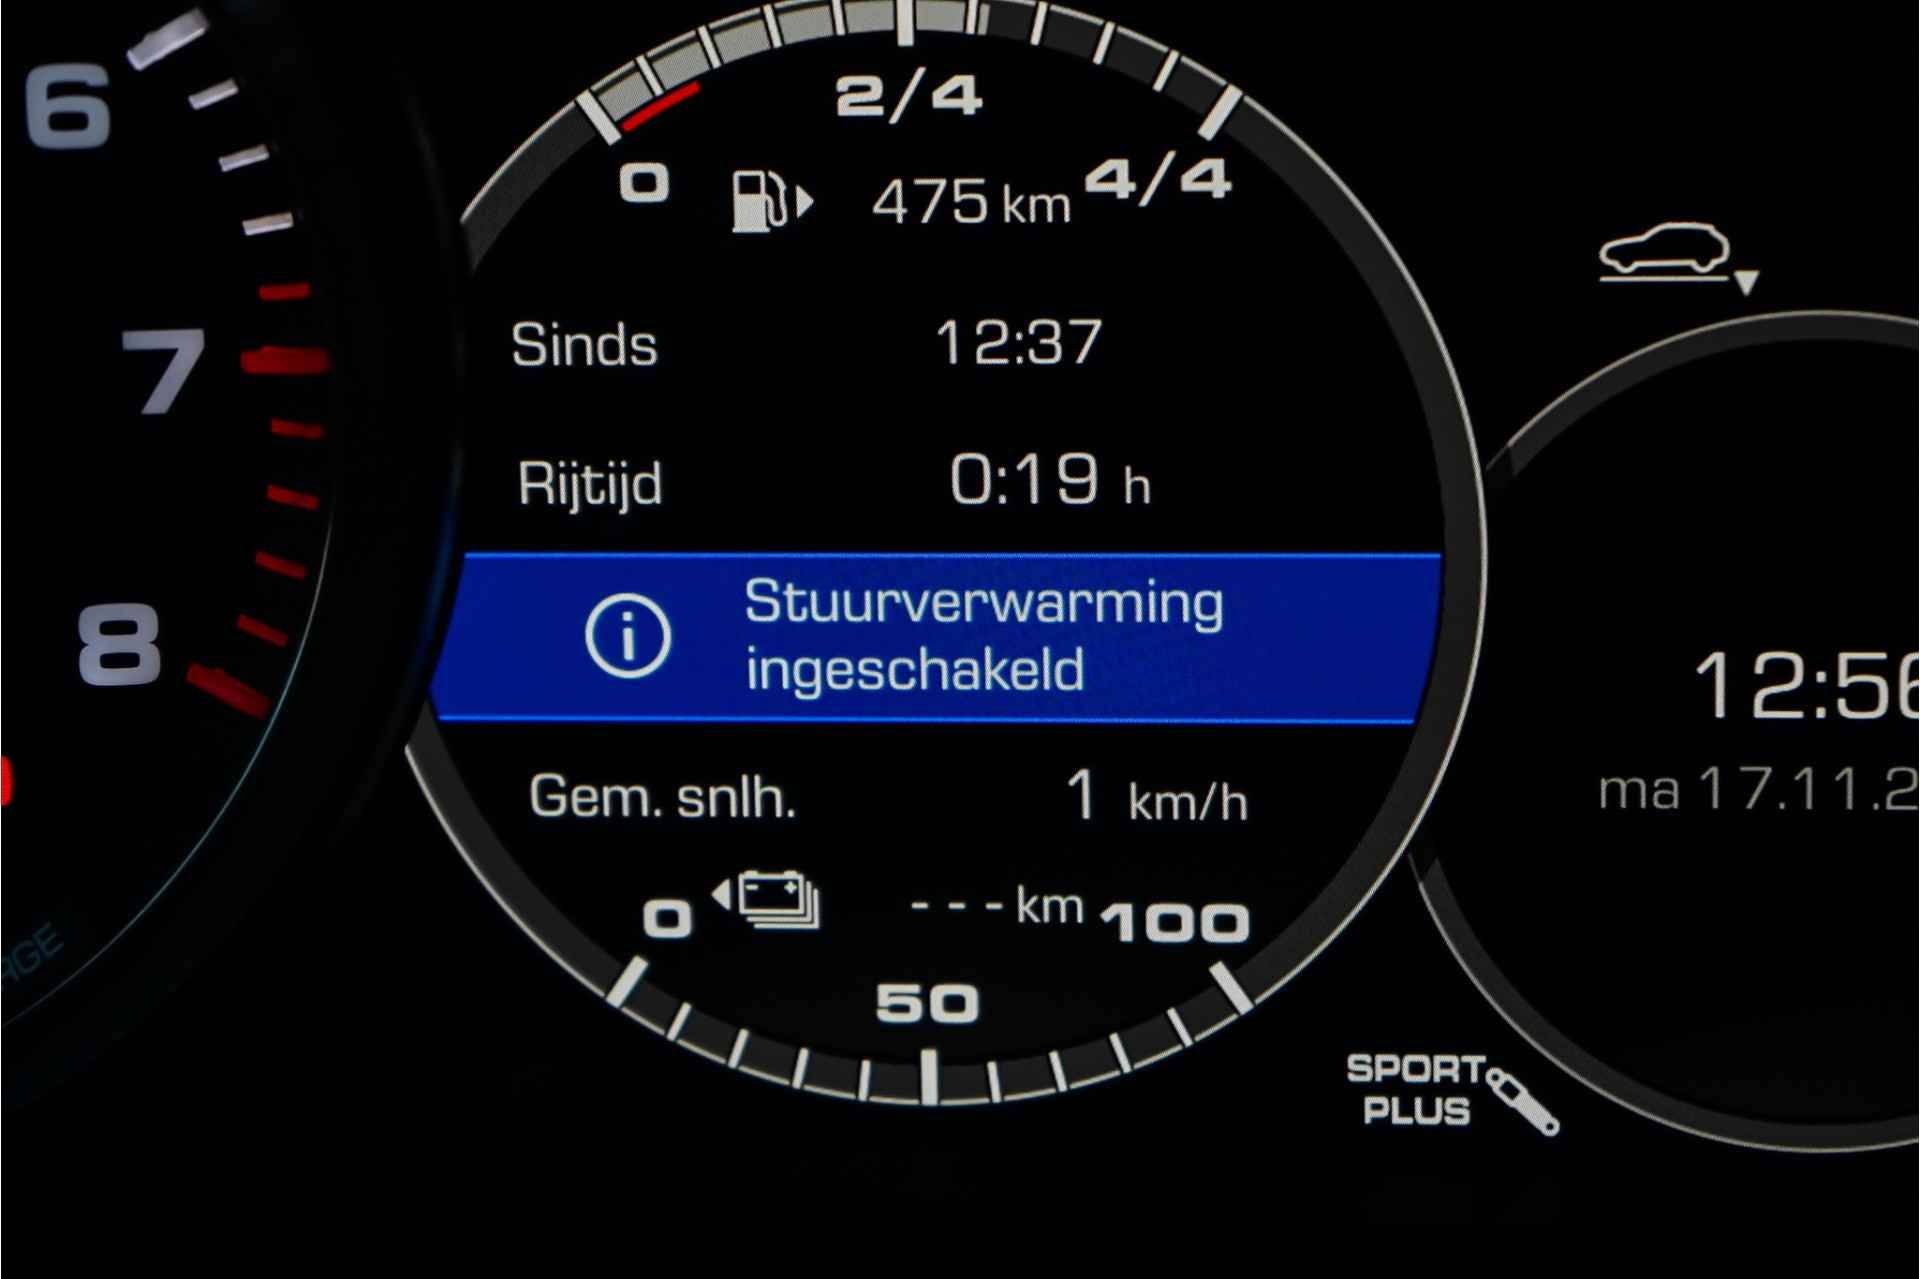 6
7
8
2/4
0
475 km
4/4
Sinds 12:37
Rijtijd 0:19 h
Stuurverwarming
ingeschakeld
Gem. snlh. 1 km/h
0
- - - km
100
50
12:56
ma 17.11.2
SPORT
PLUS